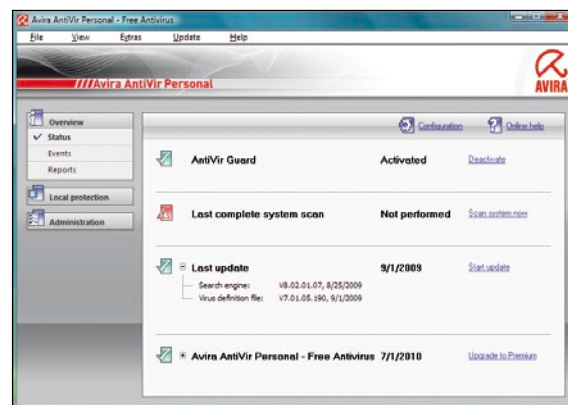 Avira AntiVir Personal - Free Antivirus
File View Extras Update Help
Avira AntiVir Personal
AVIRA
Overview
Status
Events
Reports
Local protection
Administration
Configuration Online help
AntiVir Guard Activated Deactivate
Last complete system scan Not performed Scan system now
Last update 9/1/2009 Start update
Search engine: V8.02.01.07, 8/25/2009
Virus definition file: V7.01.05.190, 9/1/2009
Avira AntiVir Personal - Free Antivirus 7/1/2010 Upgrade to Premium